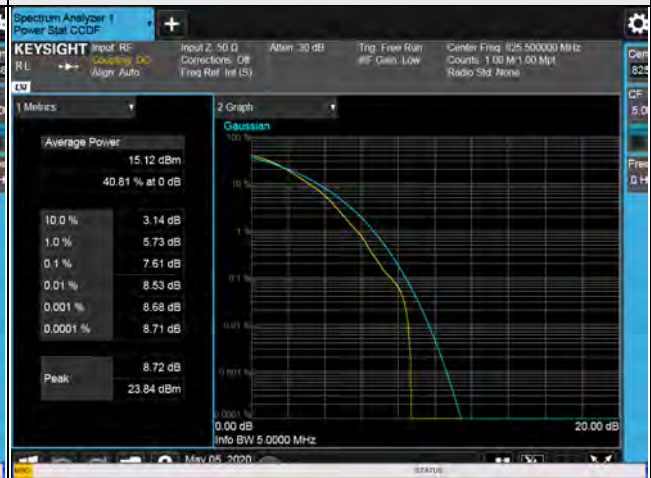 Spectrum Analyzer 1
Power Stat CCDF
+
KEYSIGHT
RL
Input: RF
Coupling: DC
Align: Auto
Input Z: 50 Ω
Corrections: Off
Freq Ref: Int (S)
Atten: 30 dB
Trig: Free Run
#IF Gain: Low
Center Freq: 825.500000 MHz
Counts: 1.00 M/1.00 Mpt
Radio Std: None
1 Metrics
Average Power
15.12 dBm
40.81 % at 0 dB
10.0 % 3.14 dB
1.0 % 5.73 dB
0.1 % 7.61 dB
0.01 % 8.53 dB
0.001 % 8.68 dB
0.0001 % 8.71 dB
Peak
8.72 dB
23.84 dBm
2 Graph
Gaussian
100 %
10 %
1 %
0.1 %
0.01 %
0.001 %
0.0001 %
0.00 dB
20.00 dB
Info BW 5.0000 MHz
May 05, 2020
MSG
STATUS
825
CF